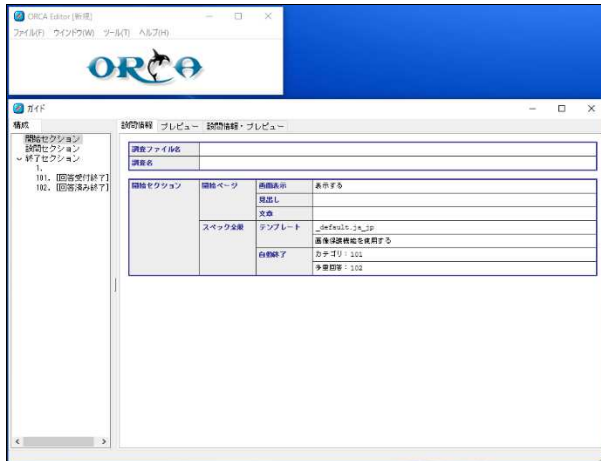 ORCA Editor [新規]
ファイル(F) ウインドウ(W) ツール(T) ヘルプ(H)
ORCA
ガイド
構成
開始セクション
設問セクション
終了セクション
1.
101. [回答受付終了]
102. [回答済み終了]
設問情報 プレビュー 設問情報・プレビュー
調査ファイル名
調査名
開始セクション 開始ページ 画面表示 表示する
見出し
文章
スペック全般 テンプレート _default.ja_jp
画像保護機能を使用する
自動終了 カテゴリ：101
多重回答：102